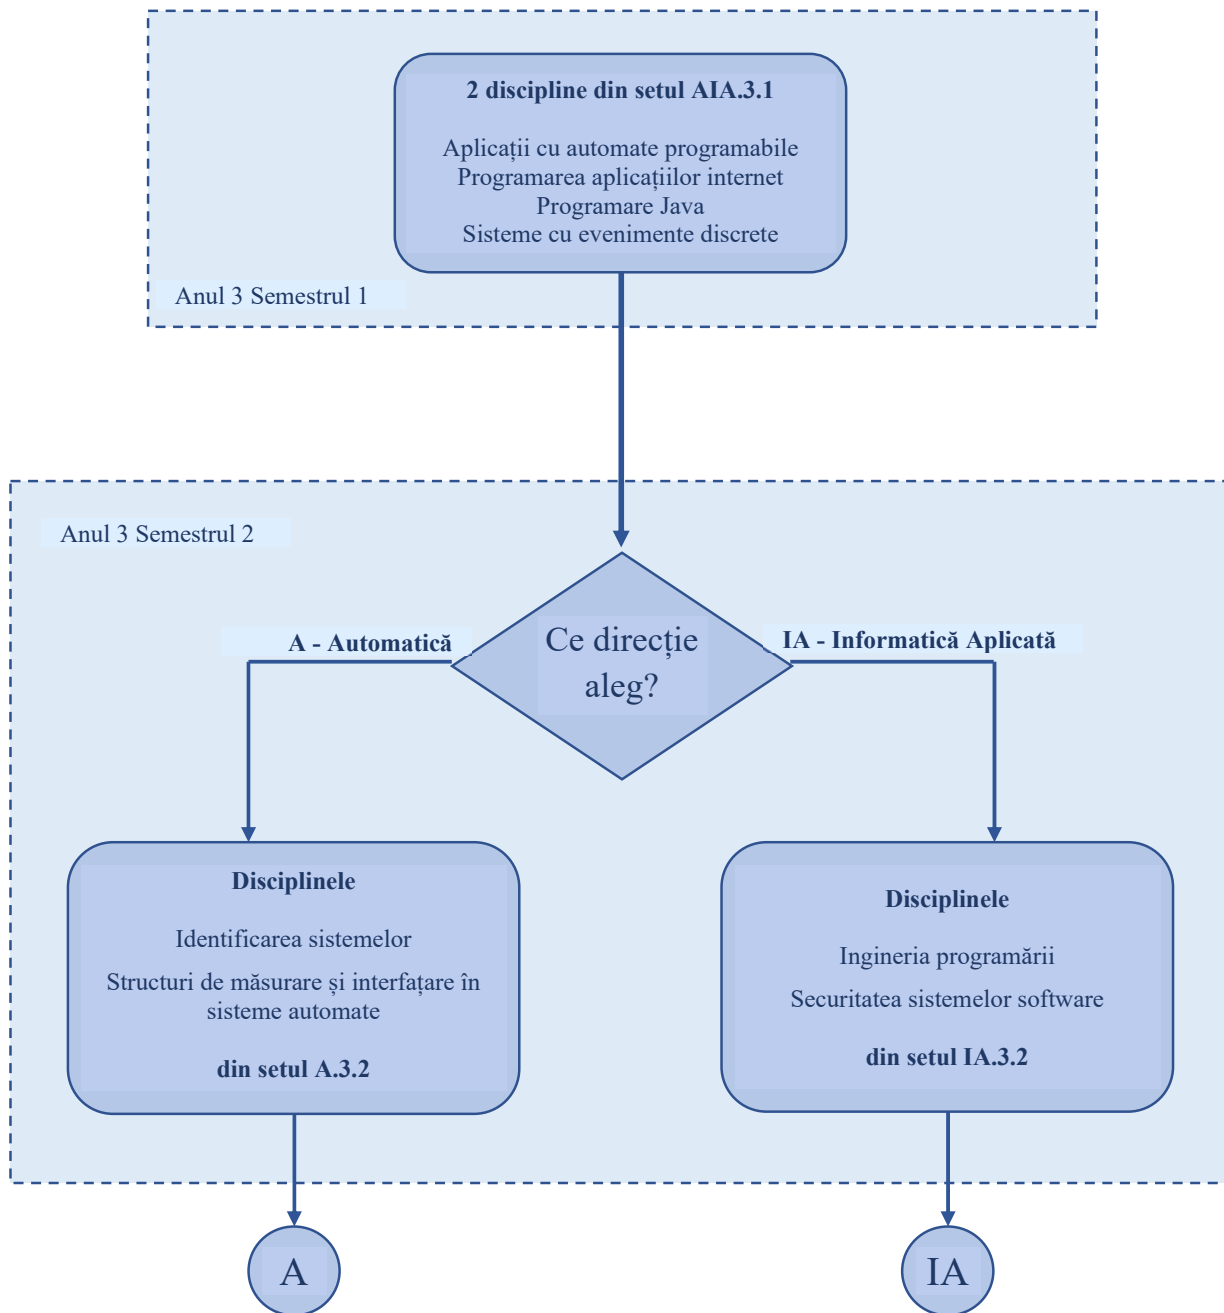 2 discipline din setul AIA.3.1
Aplicații cu automate programabile
Programarea aplicațiilor internet
Programare Java
Sisteme cu evenimente discrete
Anul 3 Semestrul 1
Anul 3 Semestrul 2
Ce direcție
aleg?
A - Automatică
IA - Informatică Aplicată
Disciplinele
Identificarea sistemelor
Structuri de măsurare și interfațare în
sisteme automate
din setul A.3.2
Disciplinele
Ingineria programării
Securitatea sistemelor software
din setul IA.3.2
A
IA